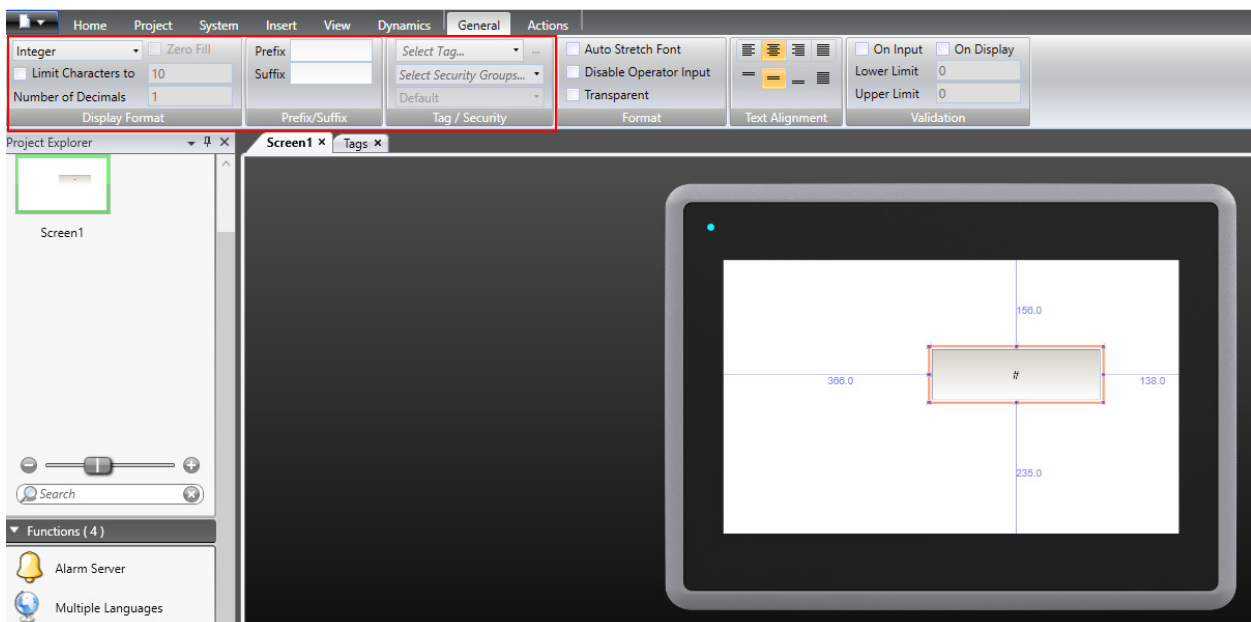 Home Project System Insert View Dynamics General Actions
Integer Zero Fill Prefix Select Tag... ... Auto Stretch Font On Input On Display
Limit Characters to 10 Suffix Select Security Groups... Disable Operator Input Lower Limit 0
Number of Decimals 1 Default Transparent Upper Limit 0
Display Format Prefix/Suffix Tag / Security Format Text Alignment Validation
Project Explorer Screen1 × Tags ×
Screen1
156.0
366.0 # 138.0
235.0
Search
Functions ( 4 )
Alarm Server
Multiple Languages